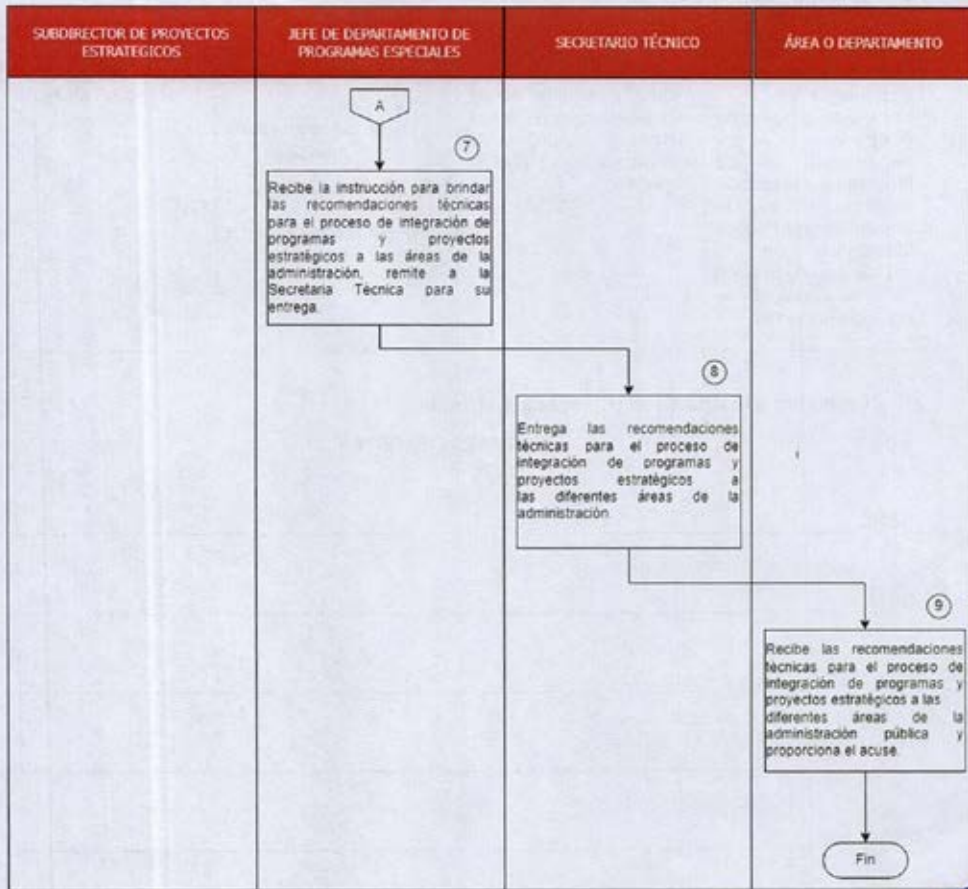 SUBDIRECTOR DE PROYECTOS
ESTRATEGICOS
JEFE DE DEPARTAMENTO DE
PROGRAMAS ESPECIALES
SECRETARIO TÉCNICO
ÁREA O DEPARTAMENTO
A
7
Recibe la instrucción para brindar
las recomendaciones técnicas
para el proceso de integración de
programas y proyectos
estratégicos a las áreas de la
administración, remite a la
Secretaria Técnica para su
entrega.
8
Entrega las recomendaciones
técnicas para el proceso de
integración de programas y
proyectos estratégicos a
las diferentes áreas de la
administración.
9
Recibe las recomendaciones
técnicas para el proceso de
integración de programas y
proyectos estratégicos a las
diferentes áreas de la
administración pública y
proporciona el acuse.
Fin